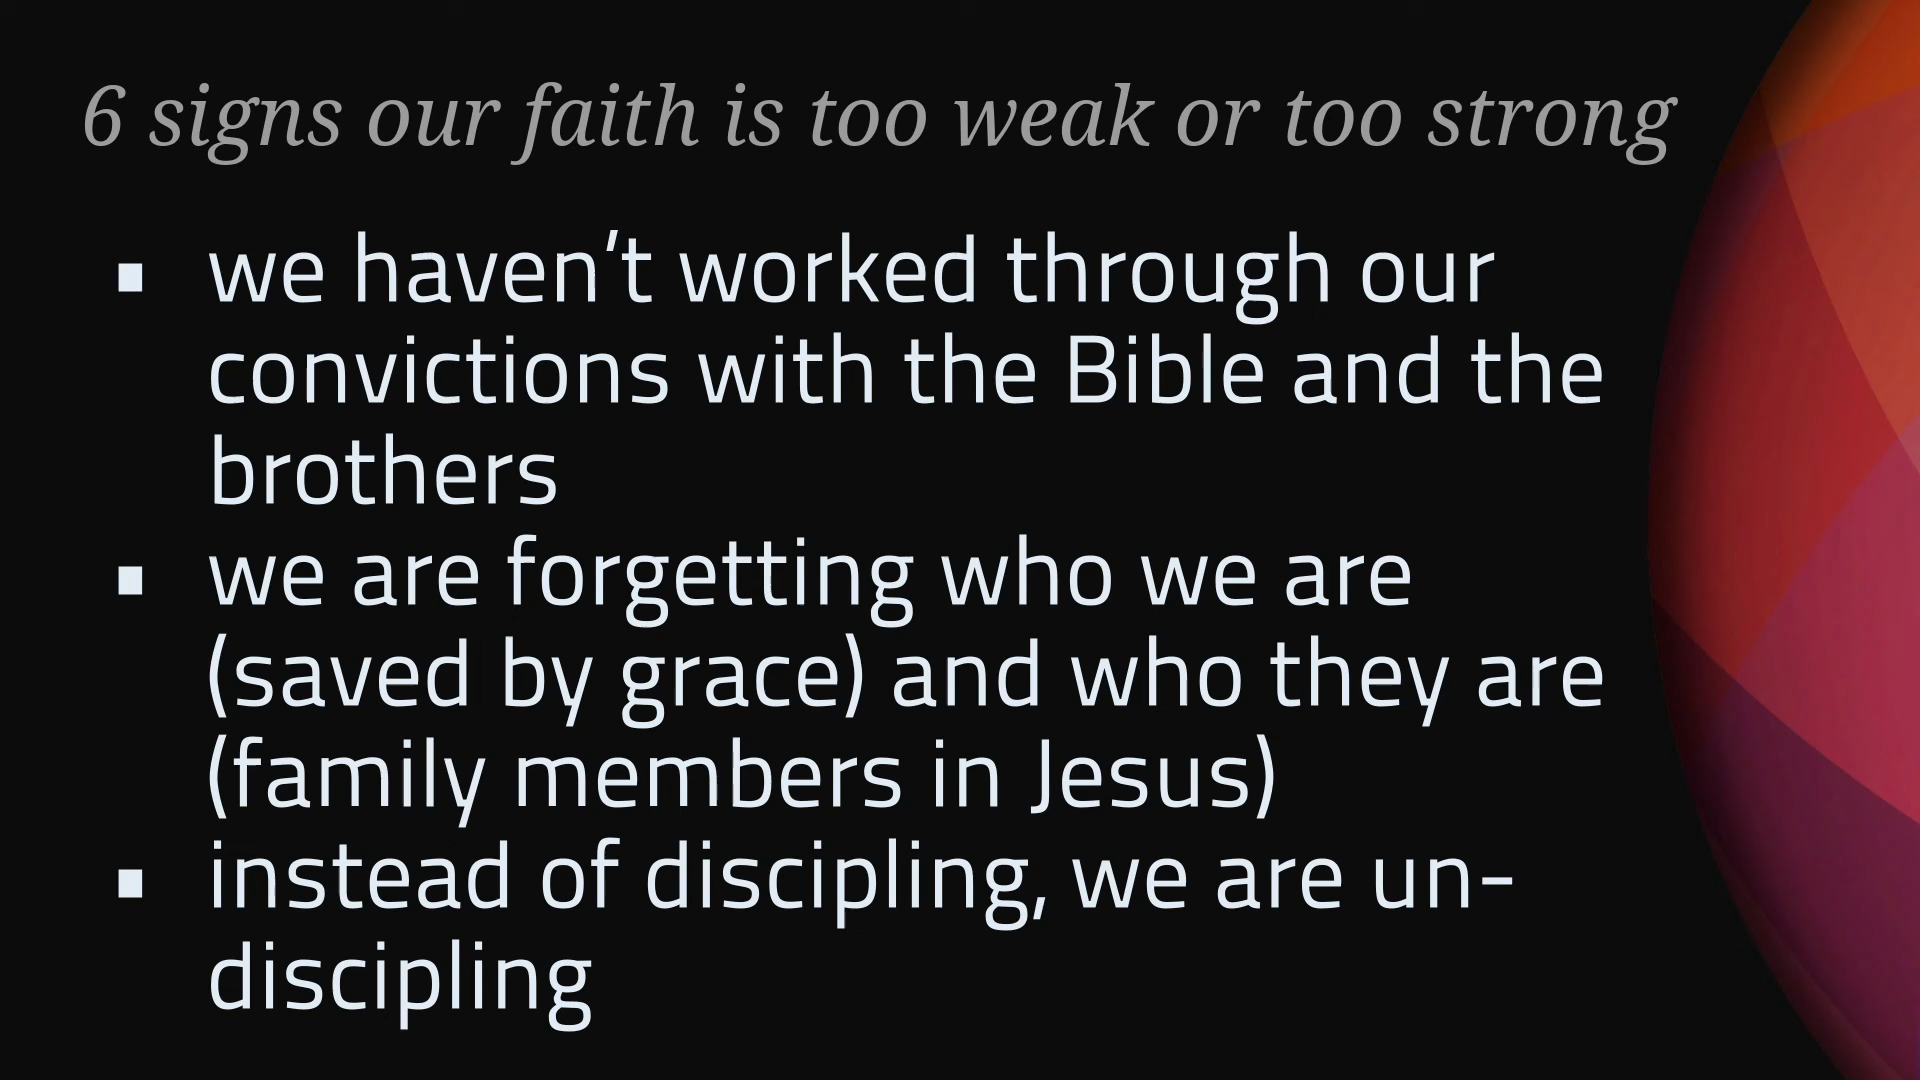 6 signs our faith is too weak or too strong
▪ we haven’t worked through our
convictions with the Bible and the
brothers
▪ we are forgetting who we are
(saved by grace) and who they are
(family members in Jesus)
▪ instead of discipling, we are un-
discipling